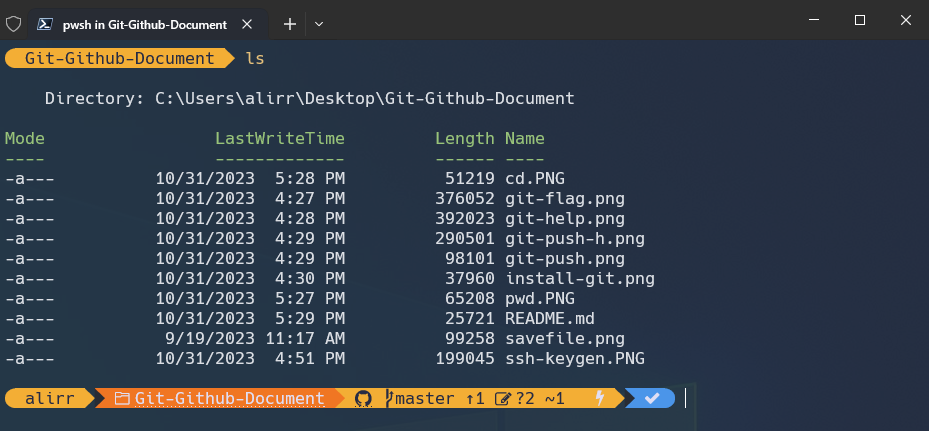 pwsh in Git-Github-Document
Git-Github-Document ls
Directory: C:\Users\alirr\Desktop\Git-Github-Document
Mode LastWriteTime Length Name
---- ------------- ------ ----
-a--- 10/31/2023 5:28 PM 51219 cd.PNG
-a--- 10/31/2023 4:27 PM 376052 git-flag.png
-a--- 10/31/2023 4:28 PM 392023 git-help.png
-a--- 10/31/2023 4:29 PM 290501 git-push-h.png
-a--- 10/31/2023 4:29 PM 98101 git-push.png
-a--- 10/31/2023 4:30 PM 37960 install-git.png
-a--- 10/31/2023 5:27 PM 65208 pwd.PNG
-a--- 10/31/2023 5:29 PM 25721 README.md
-a--- 9/19/2023 11:17 AM 99258 savefile.png
-a--- 10/31/2023 4:51 PM 199045 ssh-keygen.PNG
alirr Git-Github-Document master ↑1 ?2 ~1